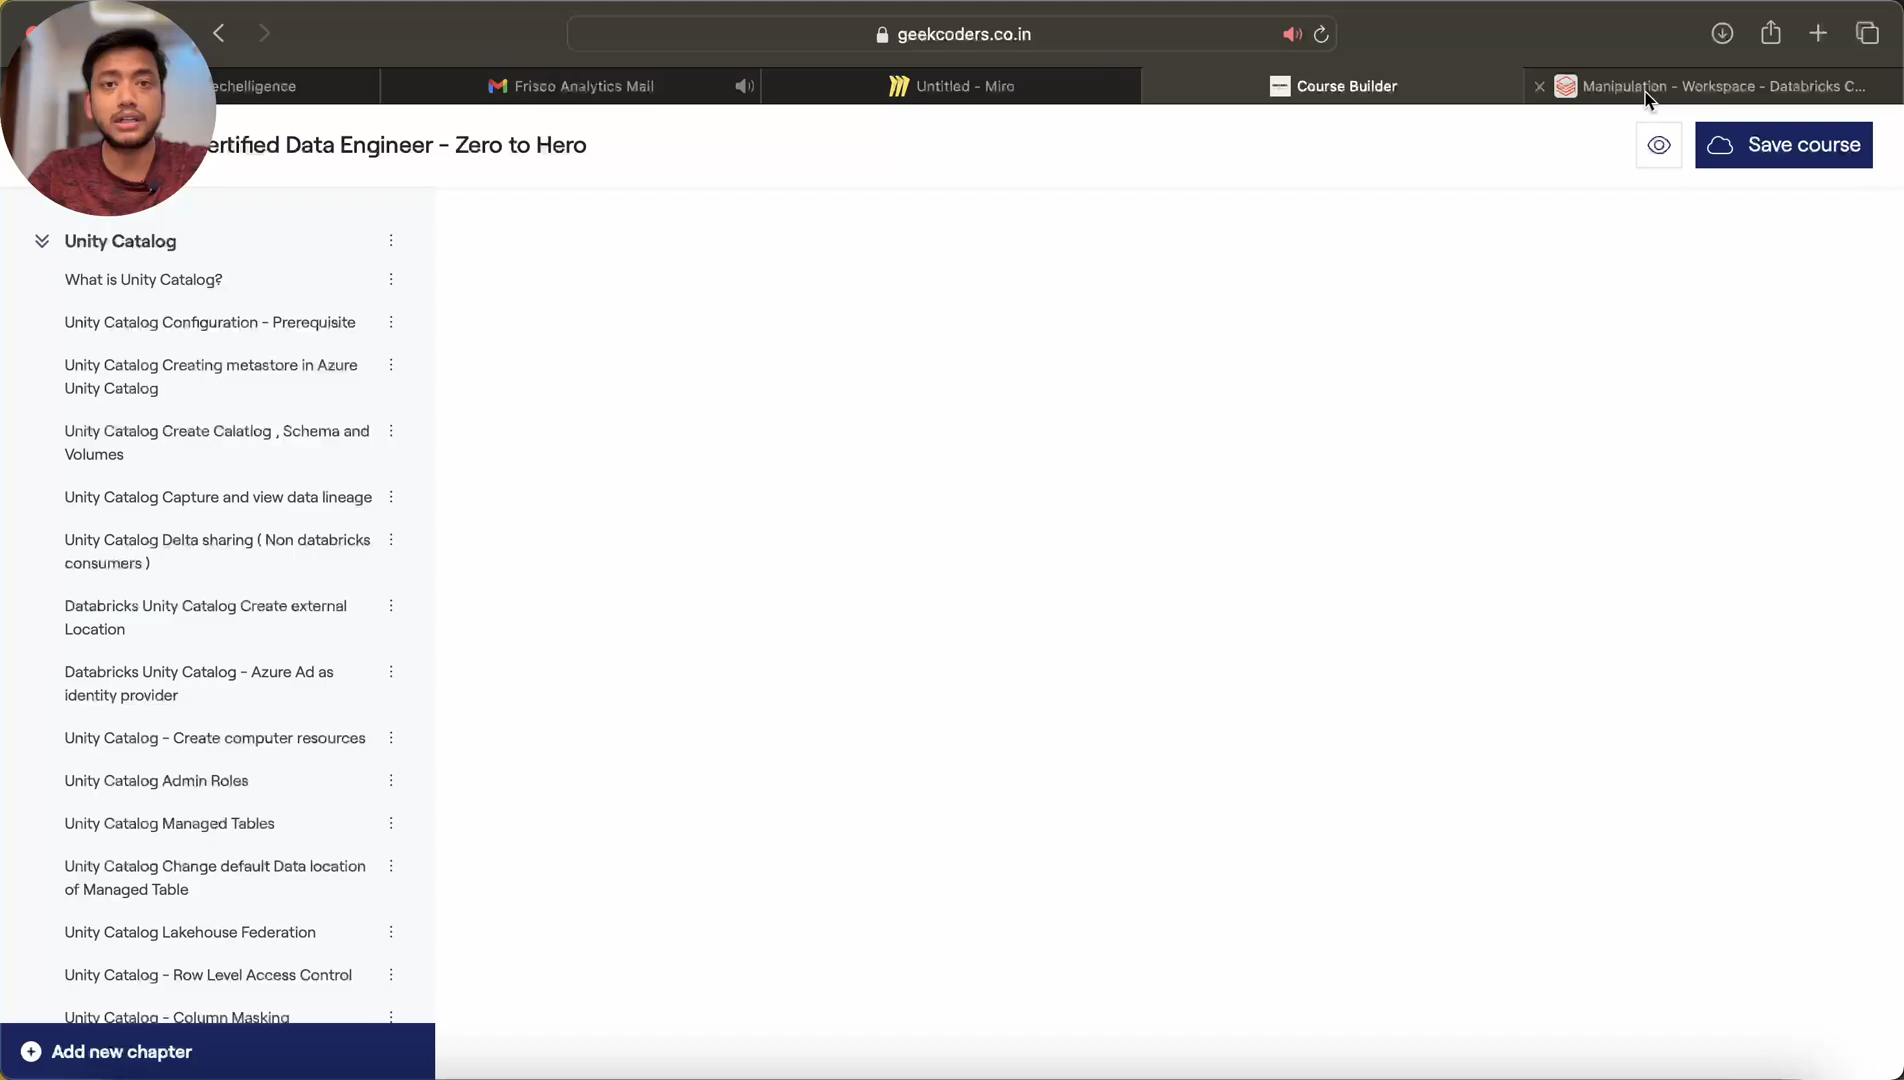 geekcoders.co.in
echelligence
Frisco Analytics Mail
Untitled - Miro
Course Builder
Manipulation - Workspace - Databricks C...
ertified Data Engineer - Zero to Hero
Save course
Unity Catalog
What is Unity Catalog?
Unity Catalog Configuration - Prerequisite
Unity Catalog Creating metastore in Azure
Unity Catalog
Unity Catalog Create Calatlog , Schema and
Volumes
Unity Catalog Capture and view data lineage
Unity Catalog Delta sharing ( Non databricks
consumers )
Databricks Unity Catalog Create external
Location
Databricks Unity Catalog - Azure Ad as
identity provider
Unity Catalog - Create computer resources
Unity Catalog Admin Roles
Unity Catalog Managed Tables
Unity Catalog Change default Data location
of Managed Table
Unity Catalog Lakehouse Federation
Unity Catalog - Row Level Access Control
Unity Catalog - Column Masking
Add new chapter